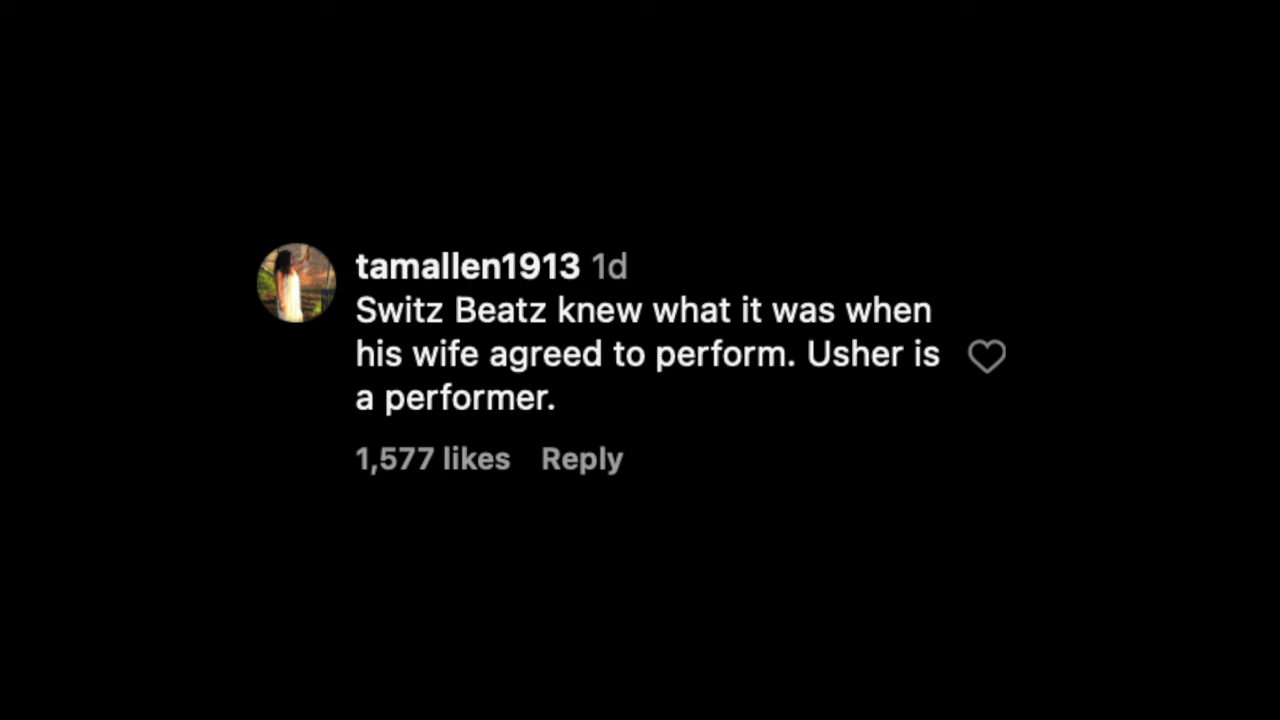 tamallen1913 1d
Switz Beatz knew what it was when
his wife agreed to perform. Usher is
a performer.
1,577 likes Reply